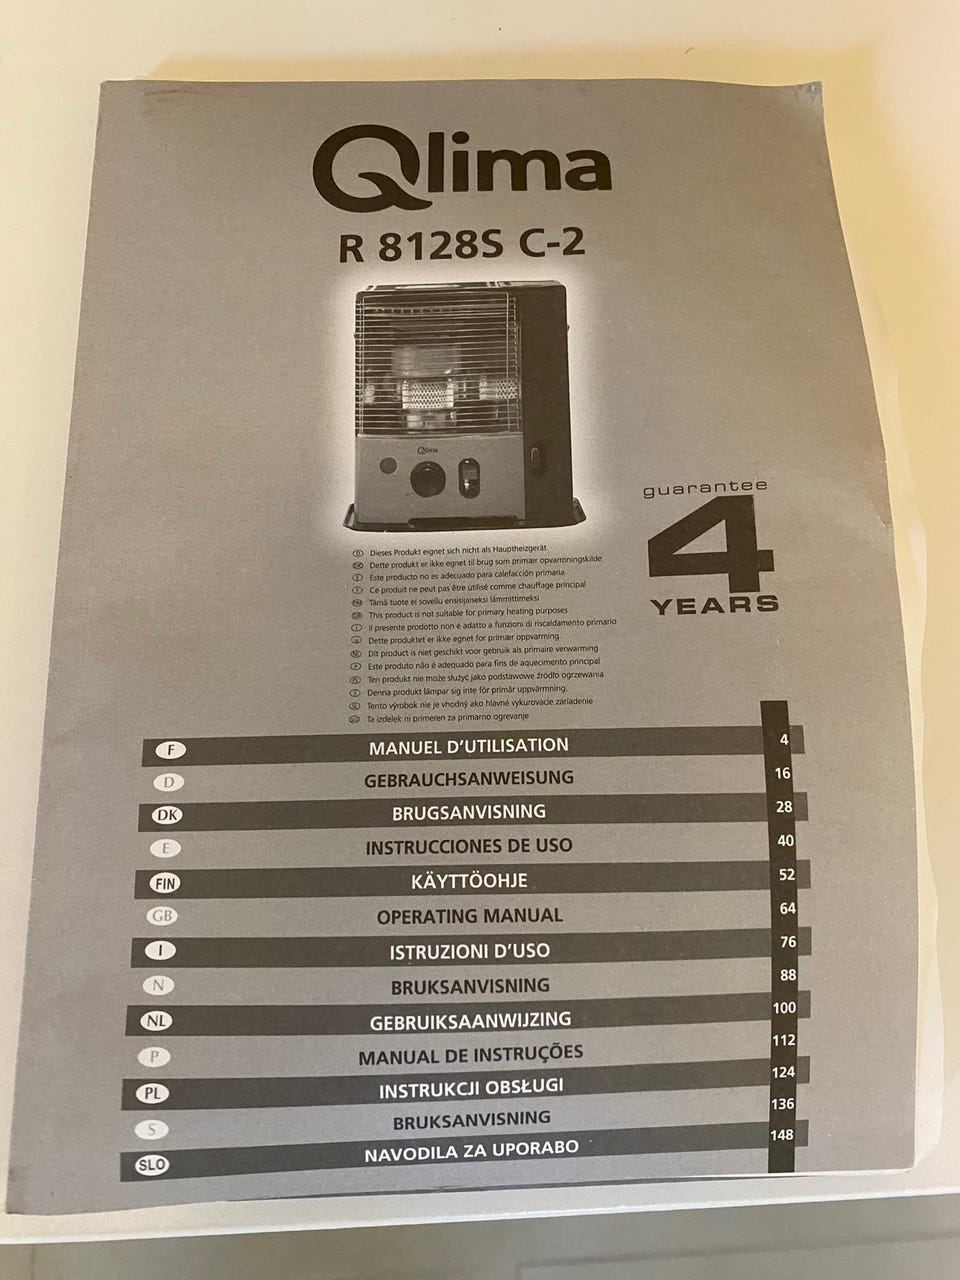 Qlima
R 8128S C-2
Qlima
guarantee
4
YEARS
D Dieses Produkt eignet sich nicht als Hauptheizgerät
DK Dette produkt er ikke egnet til brug som primær opvarmningskilde
E Este producto no es adecuado para calefacción primaria
F Ce produit ne peut pas être utilisé comme chauffage principal
FIN Tämä tuote ei sovellu ensisijaiseksi lämmittimeksi
GB This product is not suitable for primary heating purposes
I Il presente prodotto non è adatto a funzioni di riscaldamento primario
N Dette produktet er ikke egnet for primær oppvarming.
NL Dit product is niet geschikt voor gebruik als primaire verwarming
P Este produto não é adequado para fins de aquecimento principal
PL Ten produkt nie może służyć jako podstawowe źródło ogrzewania
S Denna produkt lämpar sig inte för primär uppvärmning.
Tento výrobok nie je vhodný ako hlavné vykurovacie zariadenie
Ta izdelek ni primeren za primarno ogrevanje
F MANUEL D'UTILISATION 4
D GEBRAUCHSANWEISUNG 16
DK BRUGSANVISNING 28
E INSTRUCCIONES DE USO 40
FIN KÄYTTÖOHJE 52
GB OPERATING MANUAL 64
I ISTRUZIONI D'USO 76
N BRUKSANVISNING 88
NL GEBRUIKSAANWIJZING 100
P MANUAL DE INSTRUÇÕES 112
PL INSTRUKCJI OBSŁUGI 124
S BRUKSANVISNING 136
SLO NAVODILA ZA UPORABO 148